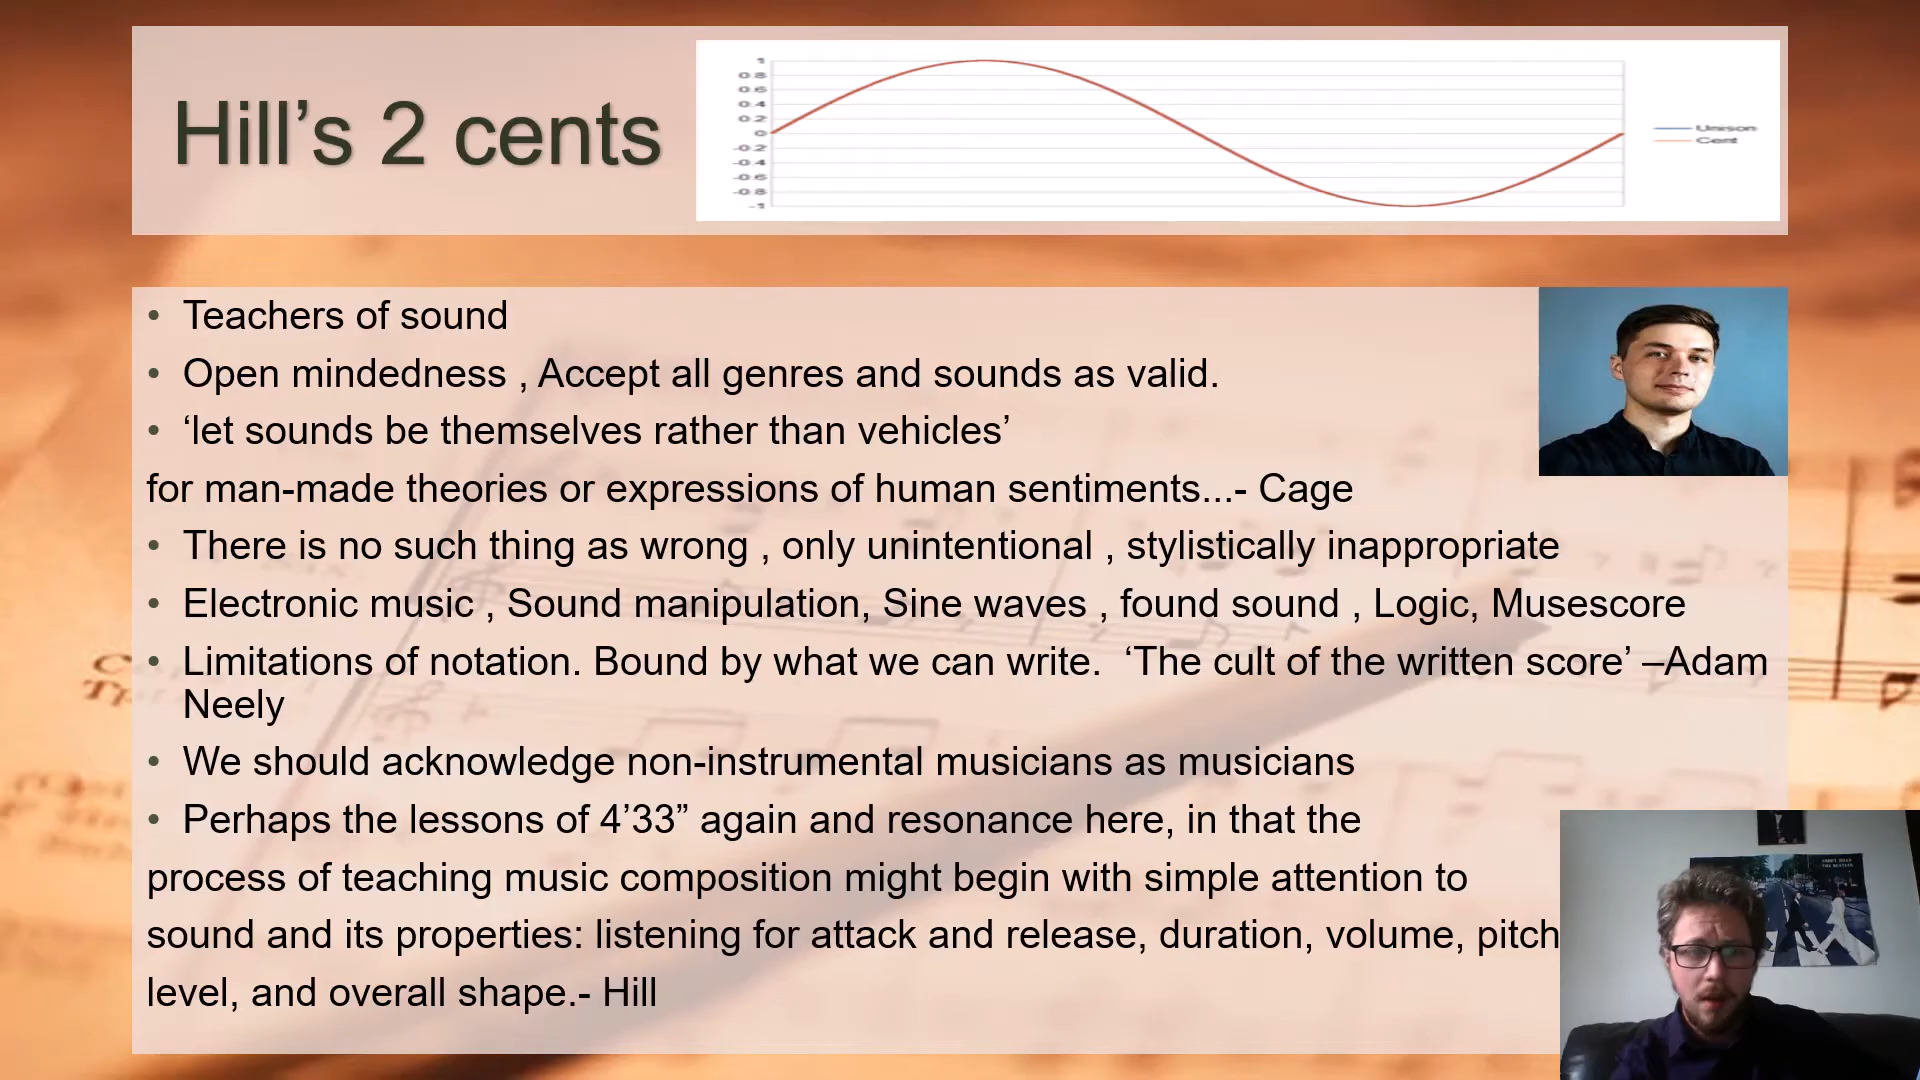 Hill’s 2 cents
1
0.8
0.6
0.4
0.2
0
-0.2
-0.4
-0.6
-0.8
-1
Unison
Cent
• Teachers of sound
• Open mindedness , Accept all genres and sounds as valid.
• ‘let sounds be themselves rather than vehicles’
for man-made theories or expressions of human sentiments...- Cage
• There is no such thing as wrong , only unintentional , stylistically inappropriate
• Electronic music , Sound manipulation, Sine waves , found sound , Logic, Musescore
• Limitations of notation. Bound by what we can write.  ‘The cult of the written score’ –Adam
Neely
• We should acknowledge non-instrumental musicians as musicians
• Perhaps the lessons of 4’33” again and resonance here, in that the
process of teaching music composition might begin with simple attention to
sound and its properties: listening for attack and release, duration, volume, pitch
level, and overall shape.- Hill
ABBEY ROAD
THE BEATLES